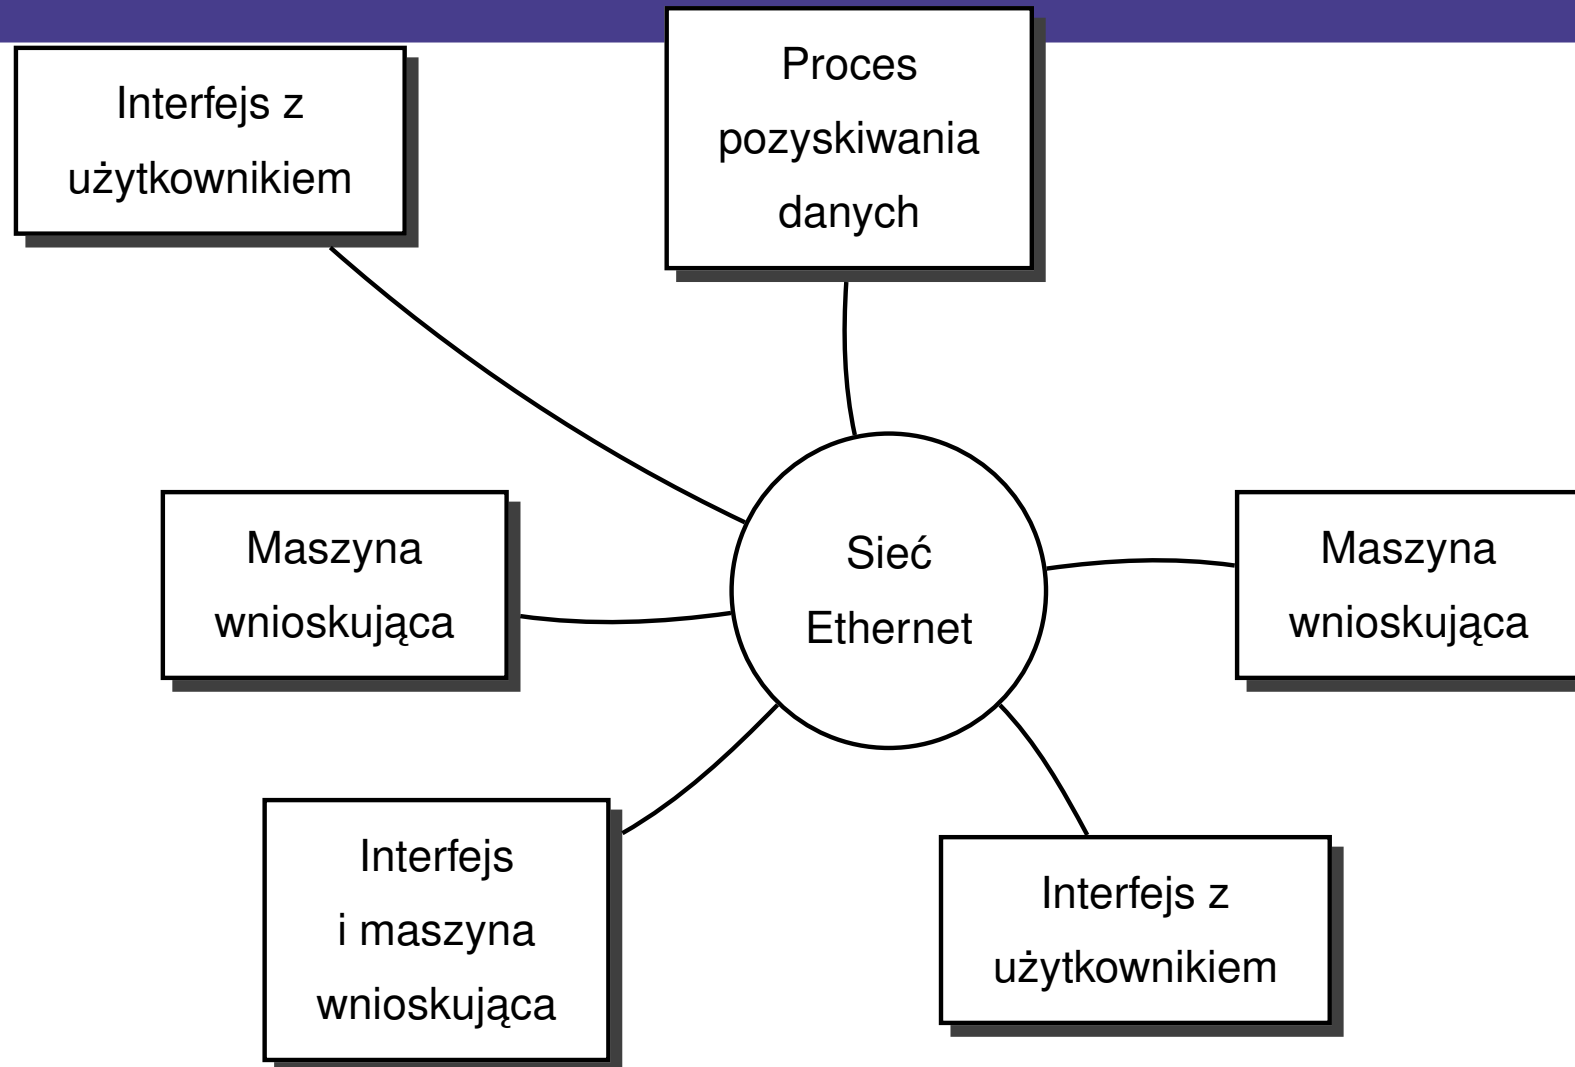 Interfejs z
użytkownikiem
Proces
pozyskiwania
danych
Maszyna
wnioskująca
Sieć
Ethernet
Maszyna
wnioskująca
Interfejs
i maszyna
wnioskująca
Interfejs z
użytkownikiem